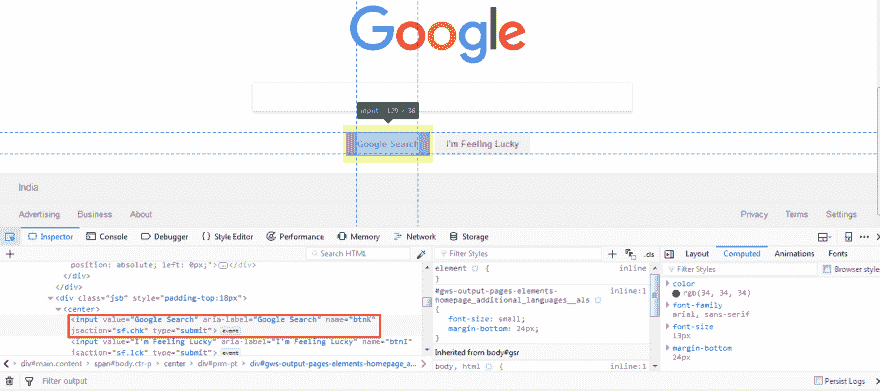 Google
input 129 × 36
Google Search
I'm Feeling Lucky
India
Advertising Business About Privacy Terms Settings
Inspector Console Debugger Style Editor Performance Memory Network Storage
+ Search HTML Filter Styles + .cls Layout Computed Animations Fonts
position: absolute; left: 0px;"> </div>
</div>
</div>
<div class="jsb" style="padding-top:18px">
<center>
<input value="Google Search" aria-label="Google Search" name="btnK"
jsaction="sf.chk" type="submit"> event
<input value="I'm Feeling Lucky" aria-label="I'm Feeling Lucky" name="btnI"
jsaction="sf.lck" type="submit"> event
element { inline
}
#gws-output-pages-elements- inline:1
homepage_additional_languages__als
{
font-size: small;
margin-bottom: 24px;
}
Inherited from body#gsr
body, html { inline:1
Filter Styles Browser styles
color
rgb(34, 34, 34)
font-family
arial, sans-serif
font-size
13px
margin-bottom
24px
div#main.content span#body.ctr-p center div#prm-pt div#gws-output-pages-elements-homepage_a...
Filter output Persist Logs